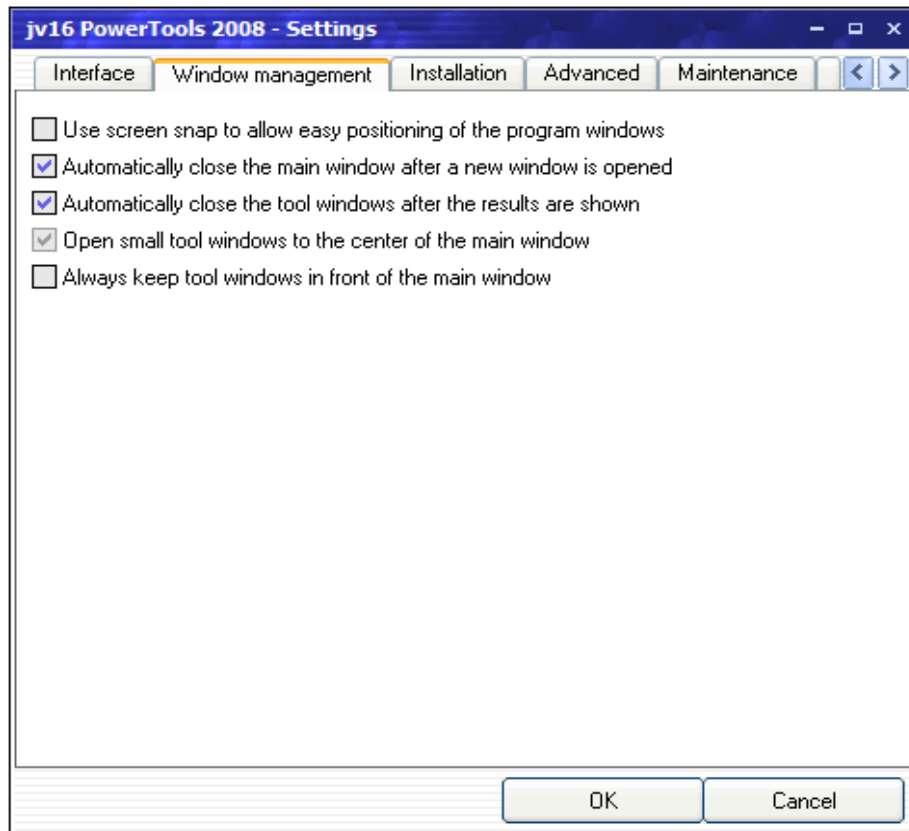 jv16 PowerTools 2008 - Settings
Interface Window management Installation Advanced Maintenance
Use screen snap to allow easy positioning of the program windows
Automatically close the main window after a new window is opened
Automatically close the tool windows after the results are shown
Open small tool windows to the center of the main window
Always keep tool windows in front of the main window
OK Cancel